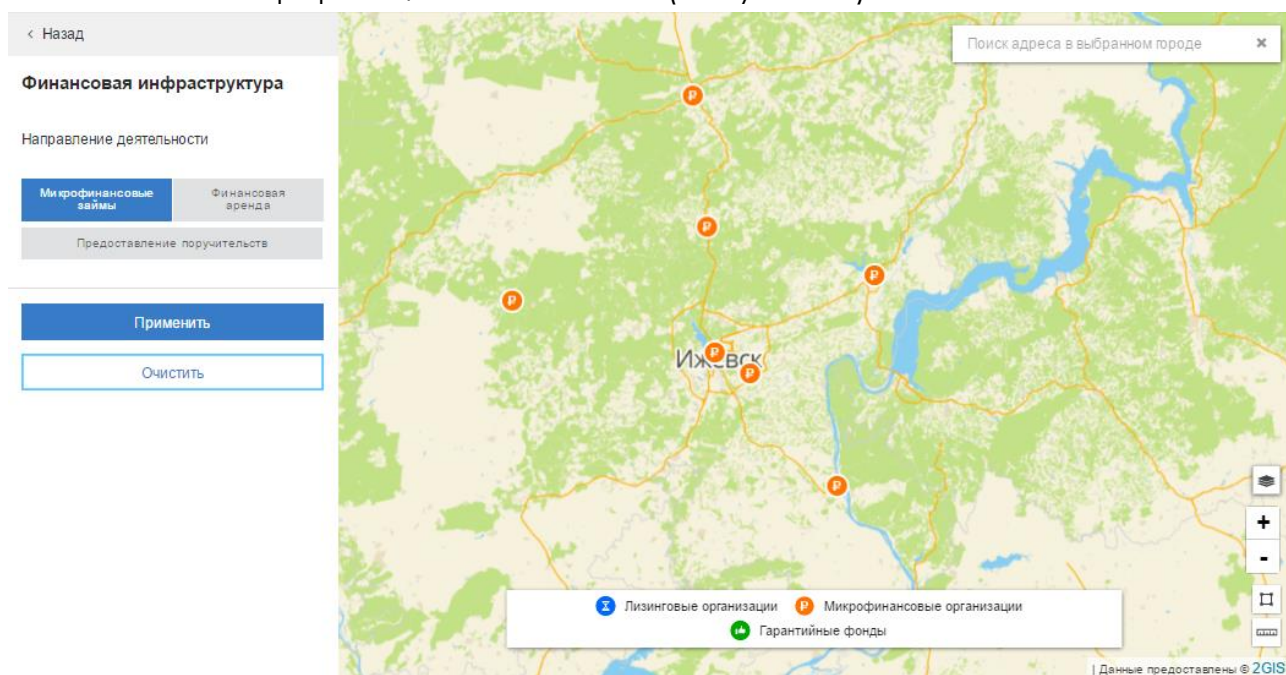 ‹ Назад
Финансовая инфраструктура
Направление деятельности
Микрофинансовые
займы
Финансовая
аренда
Предоставление поручительств
Применить
Очистить
Поиск адреса в выбранном городе
Ижевск
+
-
Лизинговые организации
Микрофинансовые организации
Гарантийные фонды
| Данные предоставлены © 2GIS